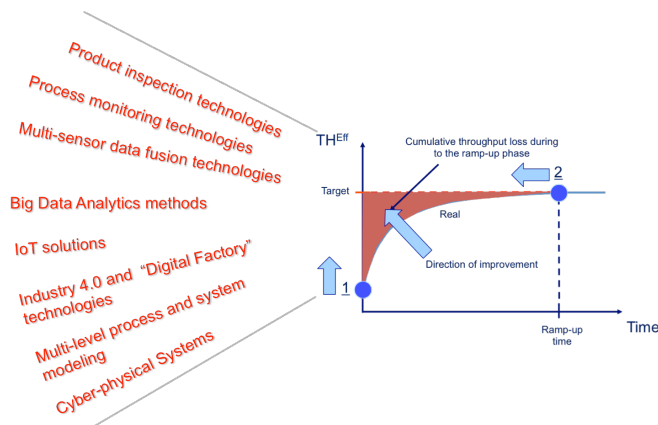 Product inspection technologies
Process monitoring technologies
Multi-sensor data fusion technologies
Big Data Analytics methods
IoT solutions
Industry 4.0 and “Digital Factory”
technologies
Multi-level process and system
modeling
Cyber-physical Systems
TH^Eff
Cumulative throughput loss during
to the ramp-up phase
2
Target
Real
Direction of improvement
1
Ramp-up
time
Time